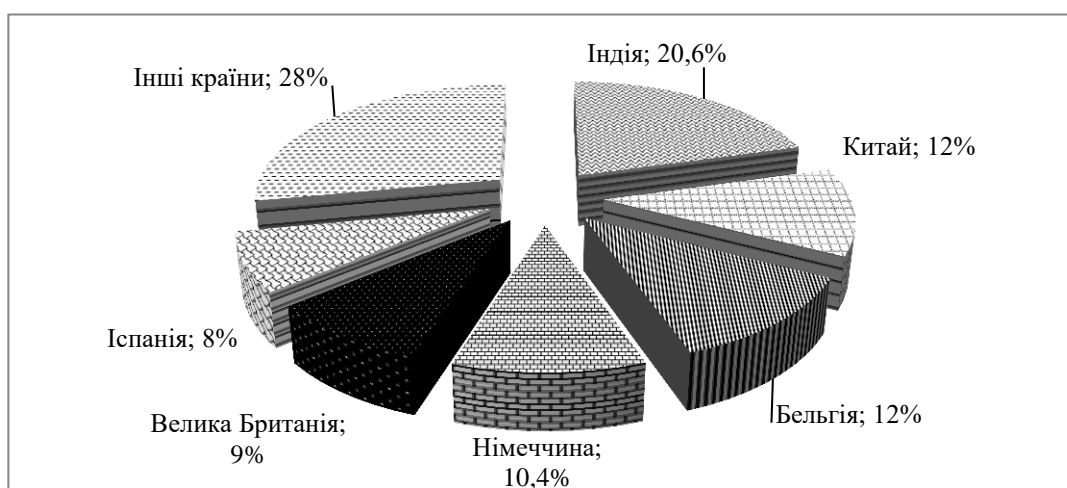 Індія; 20,6%
Інші країни; 28%
Китай; 12%
Іспанія; 8%
Бельгія; 12%
Велика Британія;
9%
Німеччина;
10,4%